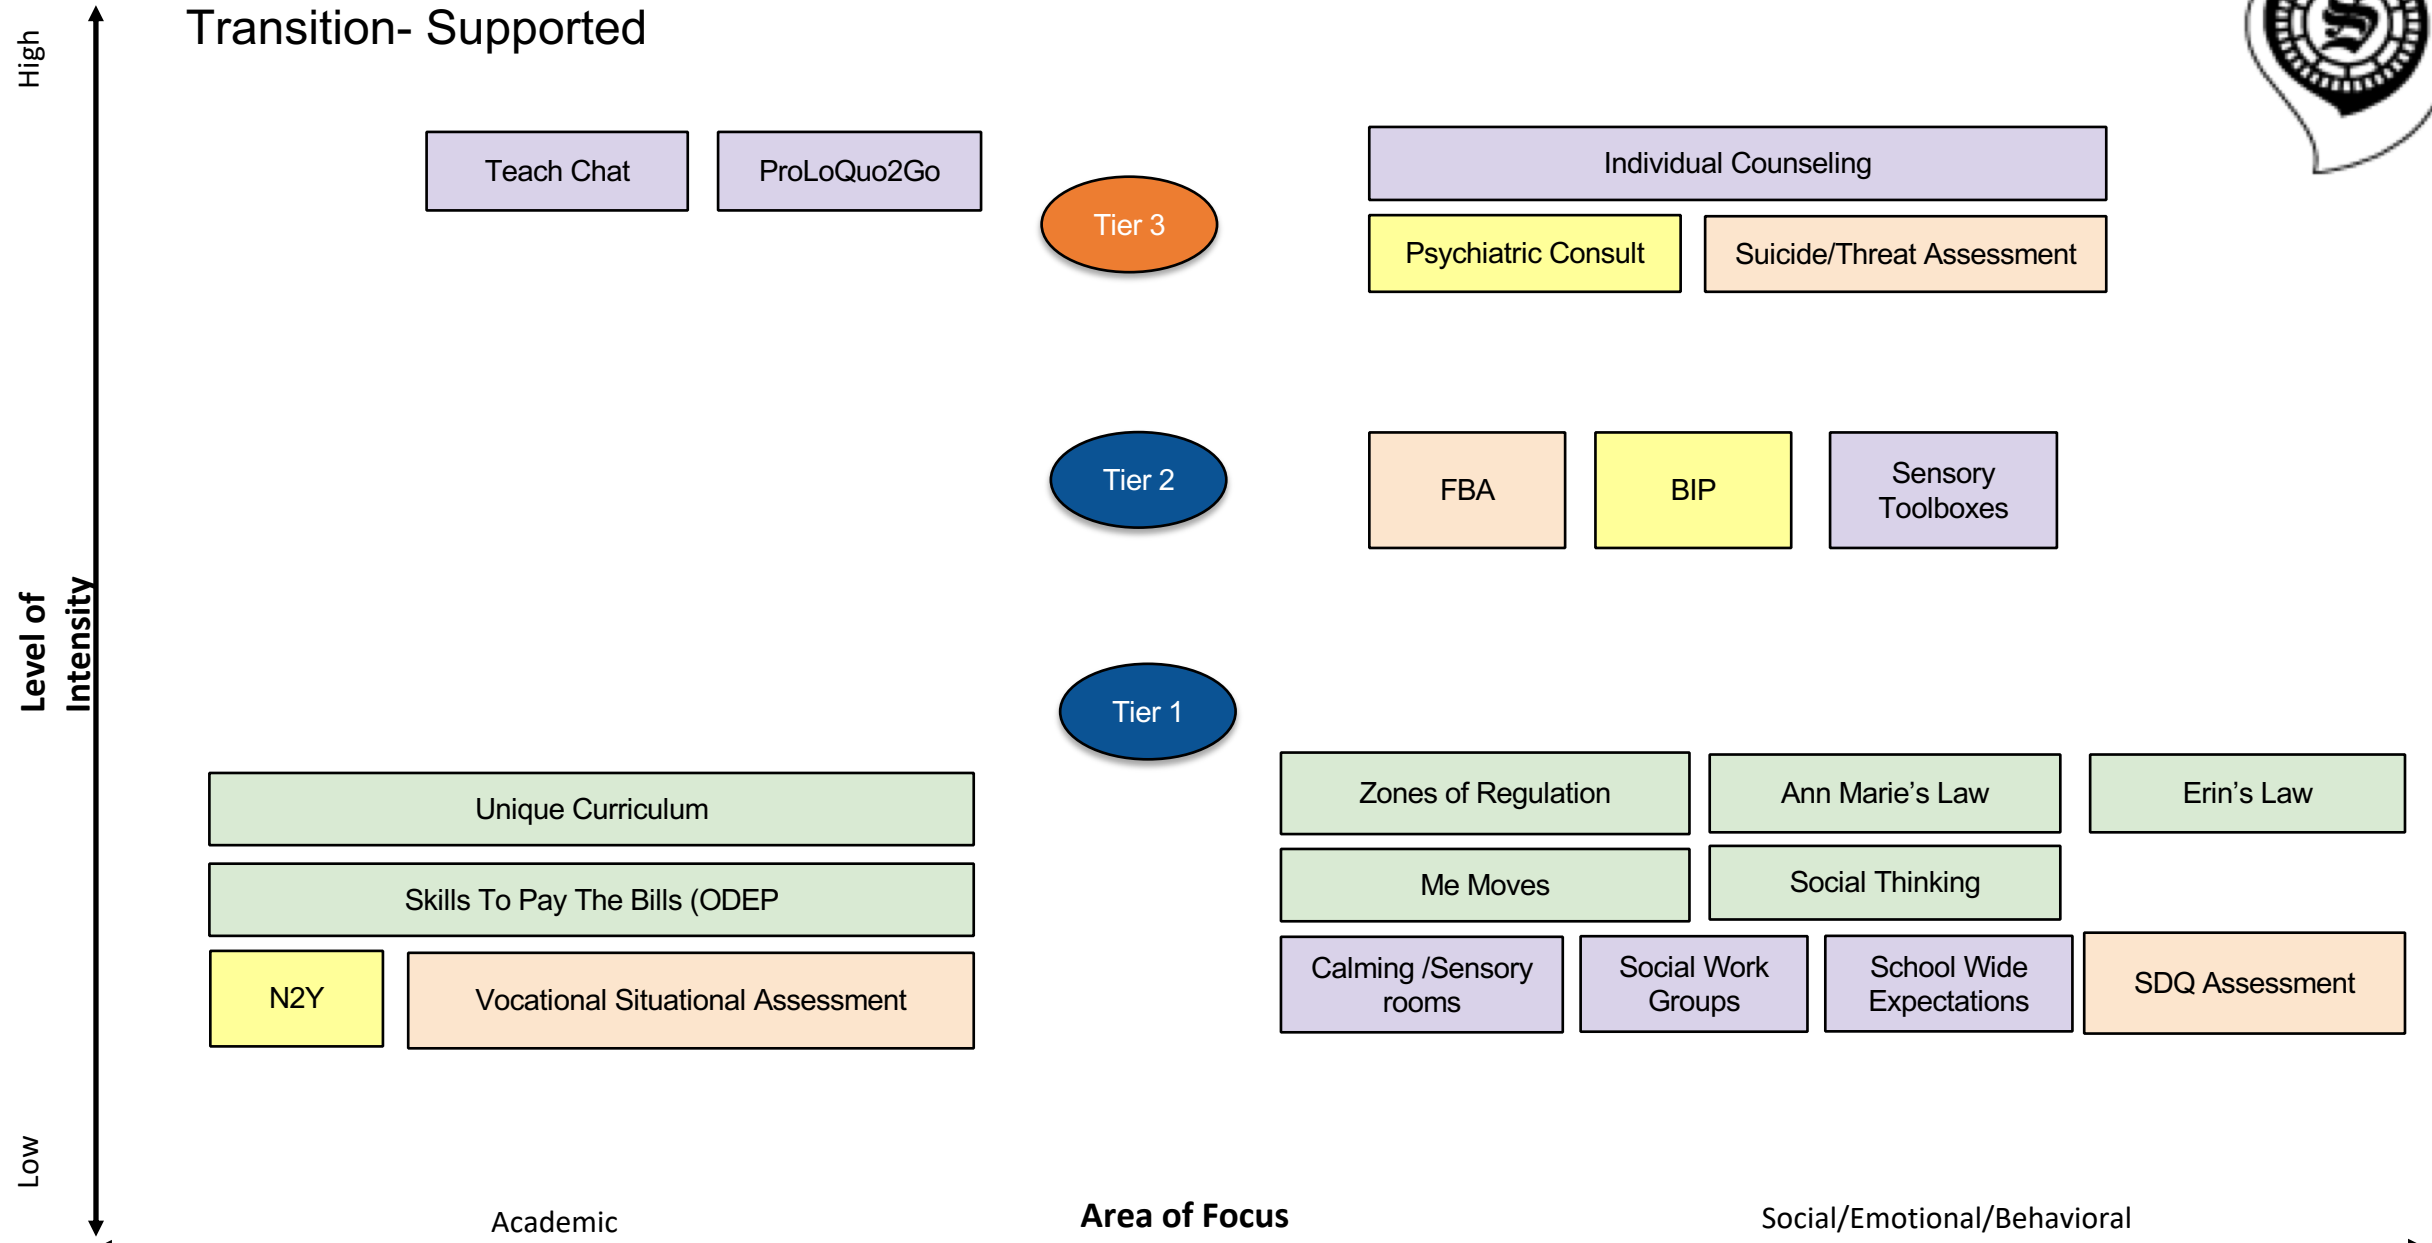 High
Transition- Supported
S
Teach Chat
ProLoQuo2Go
Tier 3
Individual Counseling
Psychiatric Consult
Suicide/Threat Assessment
Tier 2
FBA
BIP
Sensory
Toolboxes
Level of
Intensity
Tier 1
Unique Curriculum
Skills To Pay The Bills (ODEP
N2Y
Vocational Situational Assessment
Zones of Regulation
Ann Marie’s Law
Erin’s Law
Me Moves
Social Thinking
Calming /Sensory
rooms
Social Work
Groups
School Wide
Expectations
SDQ Assessment
Low
Academic
Area of Focus
Social/Emotional/Behavioral